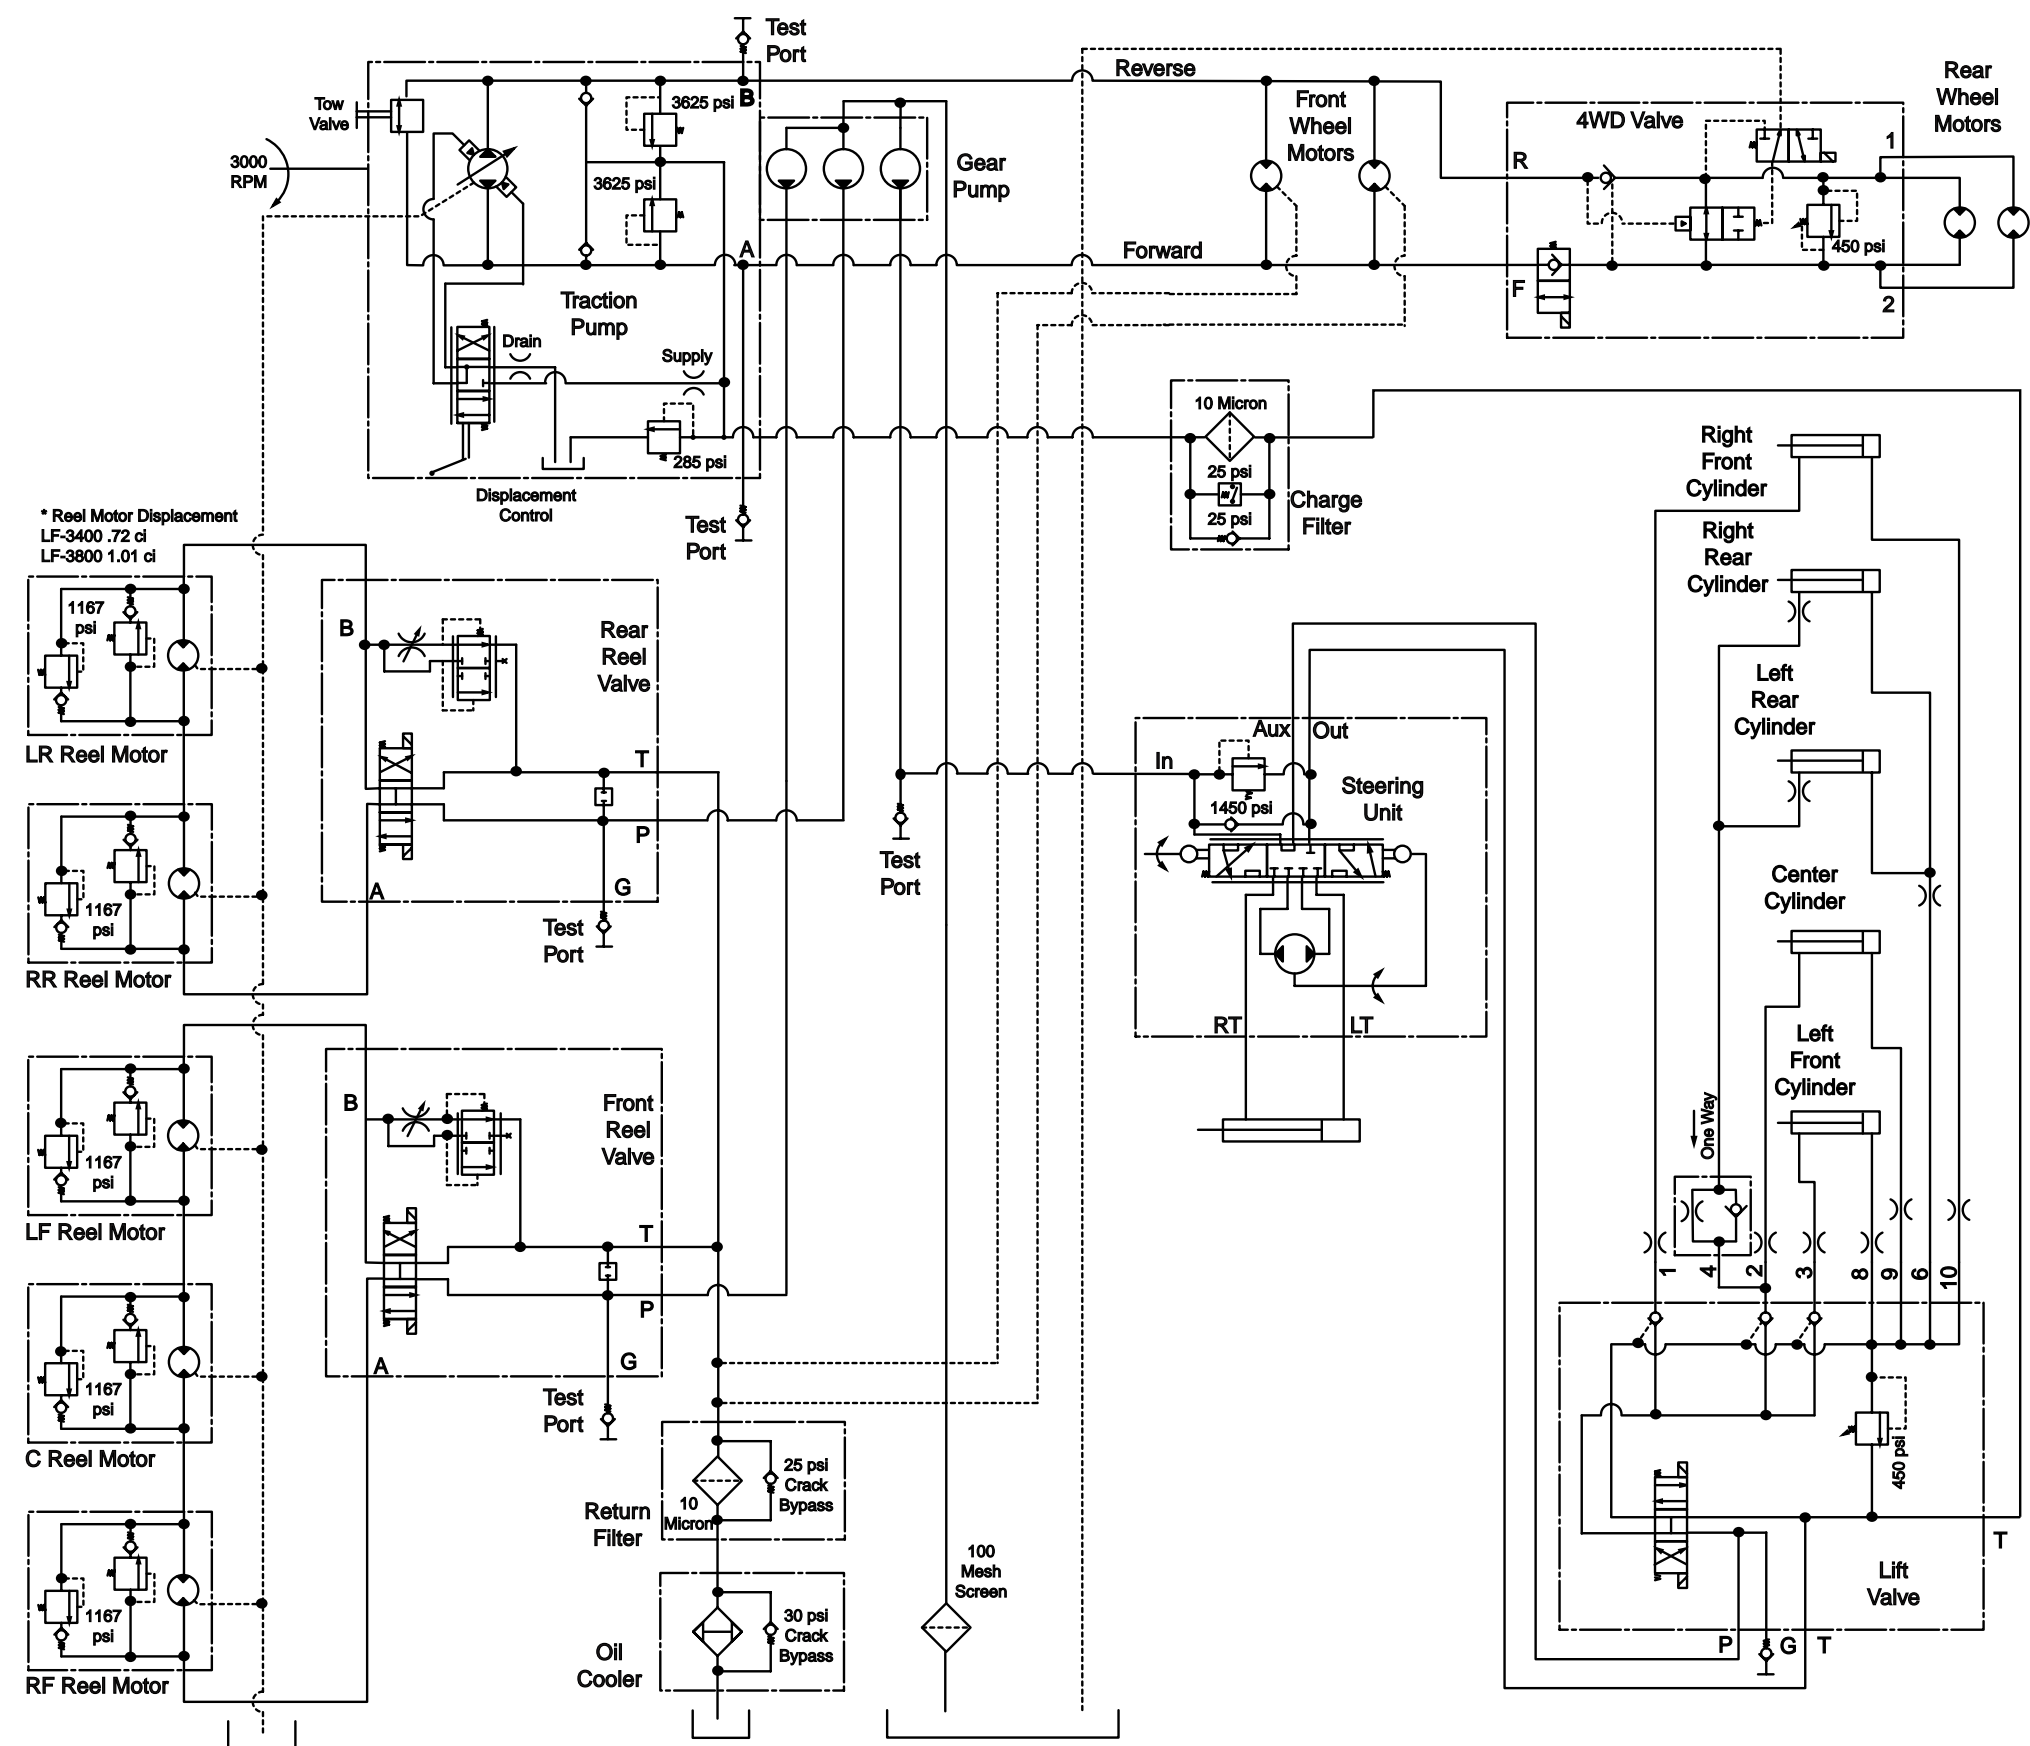 Test
Port
Reverse
Tow
Valve
3625 psi
B
Front
Wheel
Motors
4WD Valve
Rear
Wheel
Motors
1
3000
RPM
3625 psi
Gear
Pump
R
A
Forward
450 psi
F
2
Traction
Pump
Drain
Supply
285 psi
Displacement
Control
Test
Port
10 Micron
25 psi
25 psi
Charge
Filter
Right
Front
Cylinder
Right
Rear
Cylinder
Left
Rear
Cylinder
Center
Cylinder
Left
Front
Cylinder
* Reel Motor Displacement
LF-3400 .72 ci
LF-3800 1.01 ci
1167
psi
LR Reel Motor
B
Rear
Reel
Valve
T
P
A
G
Test
Port
1167
psi
RR Reel Motor
Test
Port
In
Aux
Out
1450 psi
Steering
Unit
RT
LT
B
Front
Reel
Valve
T
P
A
G
Test
Port
1167
psi
LF Reel Motor
1167
psi
C Reel Motor
1167
psi
RF Reel Motor
25 psi
Crack
Bypass
10
Micron
Return
Filter
30 psi
Crack
Bypass
Oil
Cooler
100
Mesh
Screen
One Way
1
4
2
3
8
9
6
10
450 psi
T
Lift
Valve
P
G
T